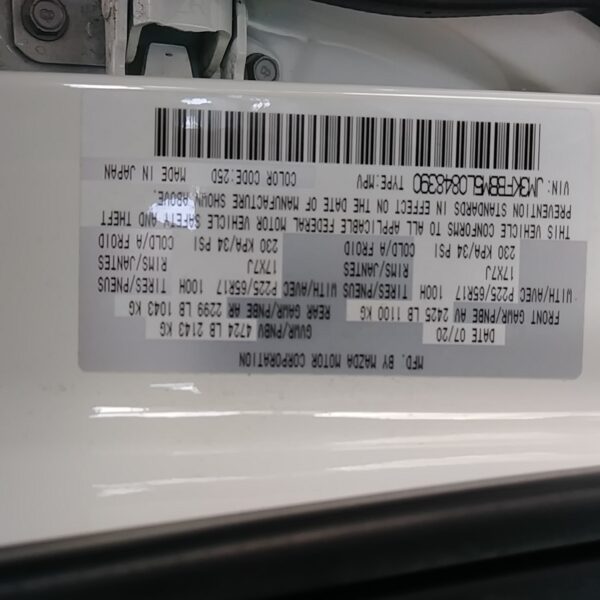 MFD. BY MAZDA MOTOR CORPORATION
DATE 07/20 GVWR/PNBV 4724 LB 2143 KG
FRONT GAWR/PNBE AV 2425 LB 1100 KG REAR GAWR/PNBE AR 2299 LB 1043 KG
WITH/AVEC P225/65R17 TIRES/PNEUS 100H WITH/AVEC P225/65R17 TIRES/PNEUS 100H
17X7J RIMS/JANTES 17X7J RIMS/JANTES
230 KPA/34 PSI COLD/A FROID 230 KPA/34 PSI COLD/A FROID
THIS VEHICLE CONFORMS TO ALL APPLICABLE FEDERAL MOTOR VEHICLE SAFETY AND THEFT
PREVENTION STANDARDS IN EFFECT ON THE DATE OF MANUFACTURE SHOWN ABOVE.
VIN: JM3KFBBM5L0848390 TYPE:MPV COLOR CODE:25D MADE IN JAPAN